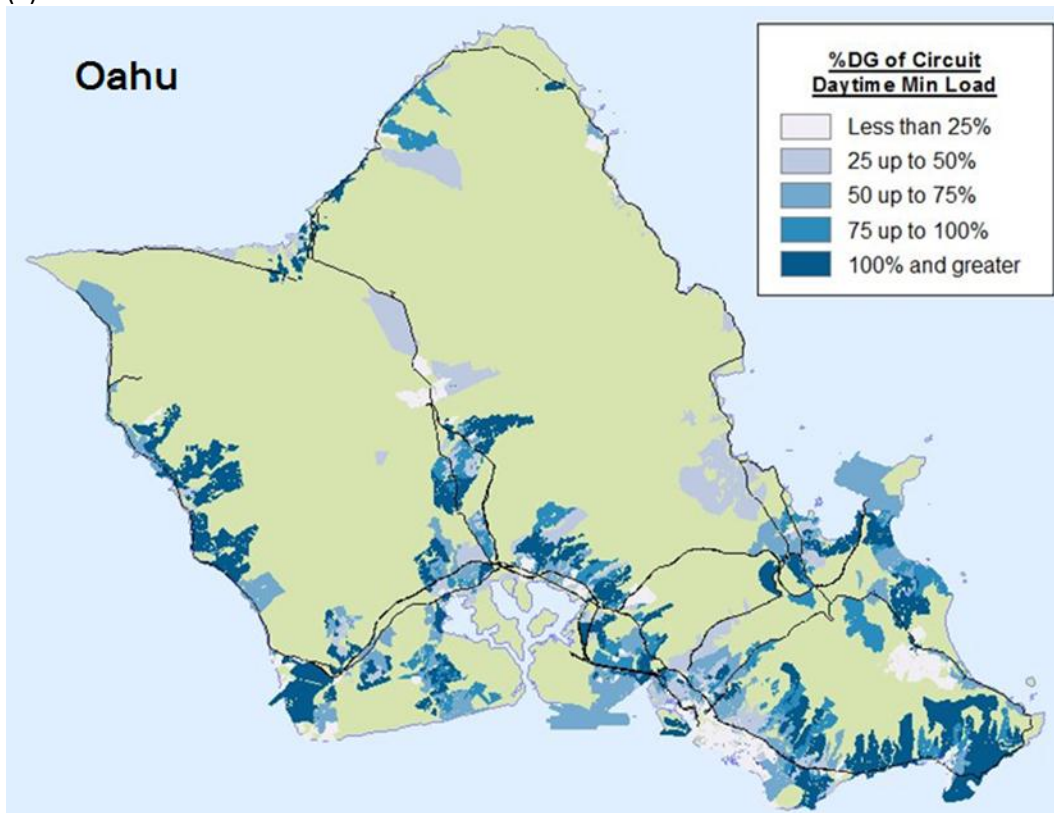 Oahu
%DG of Circuit
Daytime Min Load
Less than 25%
25 up to 50%
50 up to 75%
75 up to 100%
100% and greater